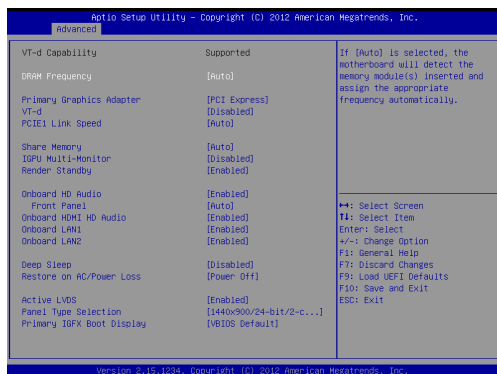 Aptio Setup Utility – Copyright (C) 2012 American Megatrends, Inc.
Advanced
VT-d Capability Supported
DRAM Frequency [Auto]
Primary Graphics Adapter [PCI Express]
VT-d [Disabled]
PCIE1 Link Speed [Auto]
Share Memory [Auto]
IGPU Multi-Monitor [Disabled]
Render Standby [Enabled]
Onboard HD Audio [Enabled]
Front Panel [Auto]
Onboard HDMI HD Audio [Enabled]
Onboard LAN1 [Enabled]
Onboard LAN2 [Enabled]
Deep Sleep [Disabled]
Restore on AC/Power Loss [Power Off]
Active LVDS [Enabled]
Panel Type Selection [1440x900/24-bit/2-c...]
Primary IGFX Boot Display [VBIOS Default]
If [Auto] is selected, the
motherboard will detect the
memory module(s) inserted and
assign the appropriate
frequency automatically.
↔: Select Screen
↑↓: Select Item
Enter: Select
+/-: Change Option
F1: General Help
F7: Discard Changes
F9: Load UEFI Defaults
F10: Save and Exit
ESC: Exit
Version 2.15.1234. Copyright (C) 2012 American Megatrends, Inc.